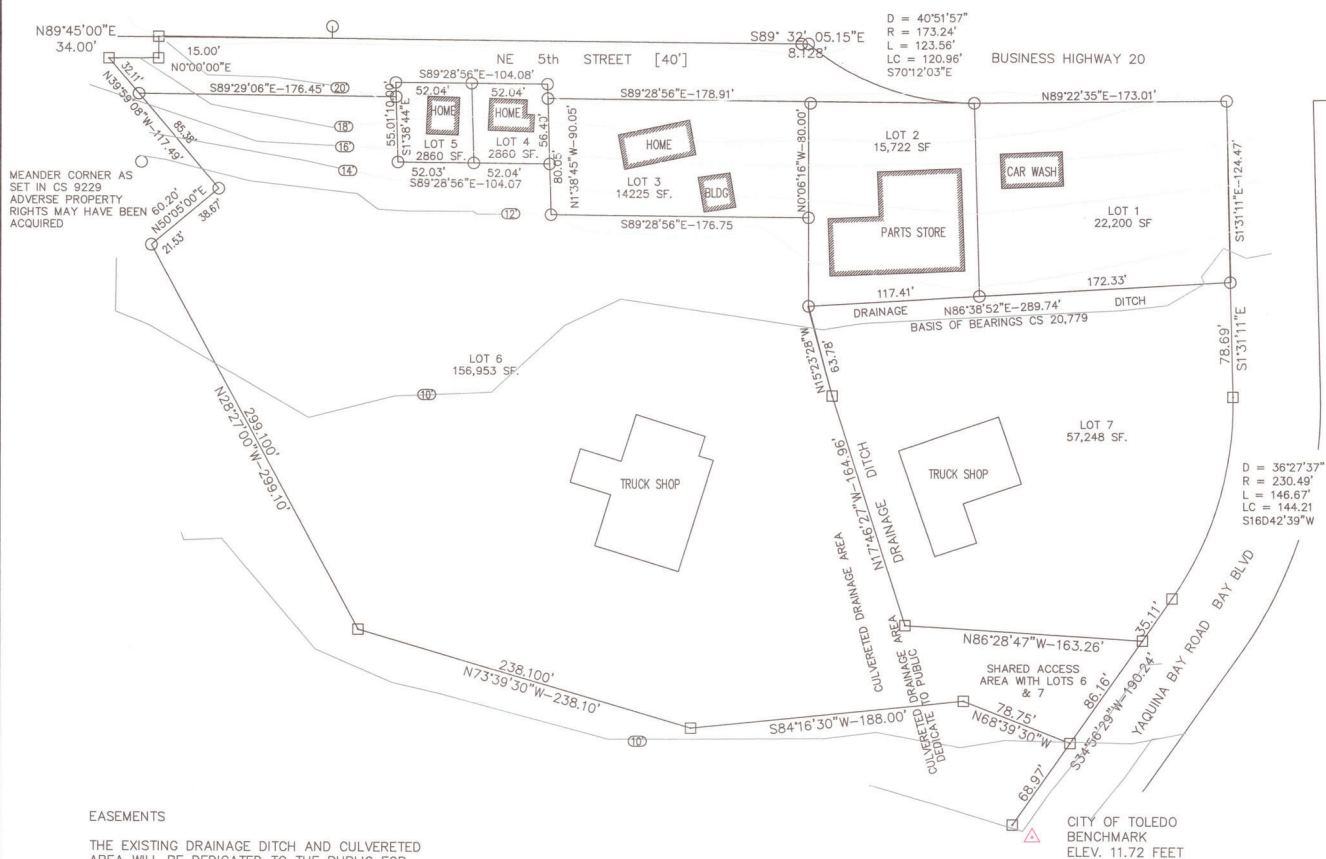 N89°45'00"E
34.00'
15.00'
N0°00'00"E
32.11'
N39°59'08"W-117.49'
85.38'
S89°29'06"E-176.45'
20
18
16'
14'
12'
MEANDER CORNER AS
SET IN CS 9229
ADVERSE PROPERTY
RIGHTS MAY HAVE BEEN
ACQUIRED
60.20'
N50°05'00"E
38.67'
21.53'
NE 5th STREET [40']
S89° 32' 05.15"E
8.128'
D = 40°51'57"
R = 173.24'
L = 123.56'
LC = 120.96'
S70°12'03"E
BUSINESS HIGHWAY 20
S89°28'56"E-104.08'
52.04'
52.04'
55.01'10.00'
S1°38'44"E
HOME
HOME
LOT 5
2860 SF.
LOT 4
2860 SF.
56.40'
80.05'
N1°38'45"W-90.05'
52.03'
52.04'
S89°28'56"E-104.07
S89°28'56"E-178.91'
HOME
LOT 3
14225 SF.
BLDG
S89°28'56"E-176.75
N0°06'16"W-80.00'
LOT 2
15,722 SF
PARTS STORE
N89°22'35"E-173.01'
CAR WASH
LOT 1
22,200 SF
S1°31'11"E-124.47'
117.41'
172.33'
DRAINAGE
N86°38'52"E-289.74'
DITCH
BASIS OF BEARINGS CS 20,779
78.69'
S1°31'11"E
LOT 6
156,953 SF.
10'
N15°23'28"W
63.78'
299.100'
N28°27'00"W-299.10'
TRUCK SHOP
N17°46'27"W-164.96'
DRAINAGE DITCH
CULVERETED DRAINAGE AREA
LOT 7
57,248 SF.
TRUCK SHOP
D = 36°27'37"
R = 230.49'
L = 146.67'
LC = 144.21
S16D42'39"W
35.11'
N86°28'47"W-163.26'
SHARED ACCESS
AREA WITH LOTS 6
& 7
86.16'
S34°56'29"W-190.24'
YAQUINA BAY ROAD BAY BLVD
238.100'
N73°39'30"W-238.10'
10'
S84°16'30"W-188.00'
CULVERETED DRAINAGE AREA
DEDICATE TO PUBLIC
78.75'
N68°39'30"W
68.97'
CITY OF TOLEDO
BENCHMARK
ELEV. 11.72 FEET
EASEMENTS
THE EXISTING DRAINAGE DITCH AND CULVERETED
AREA WILL BE DEDICATED TO THE PUBLIC FOR